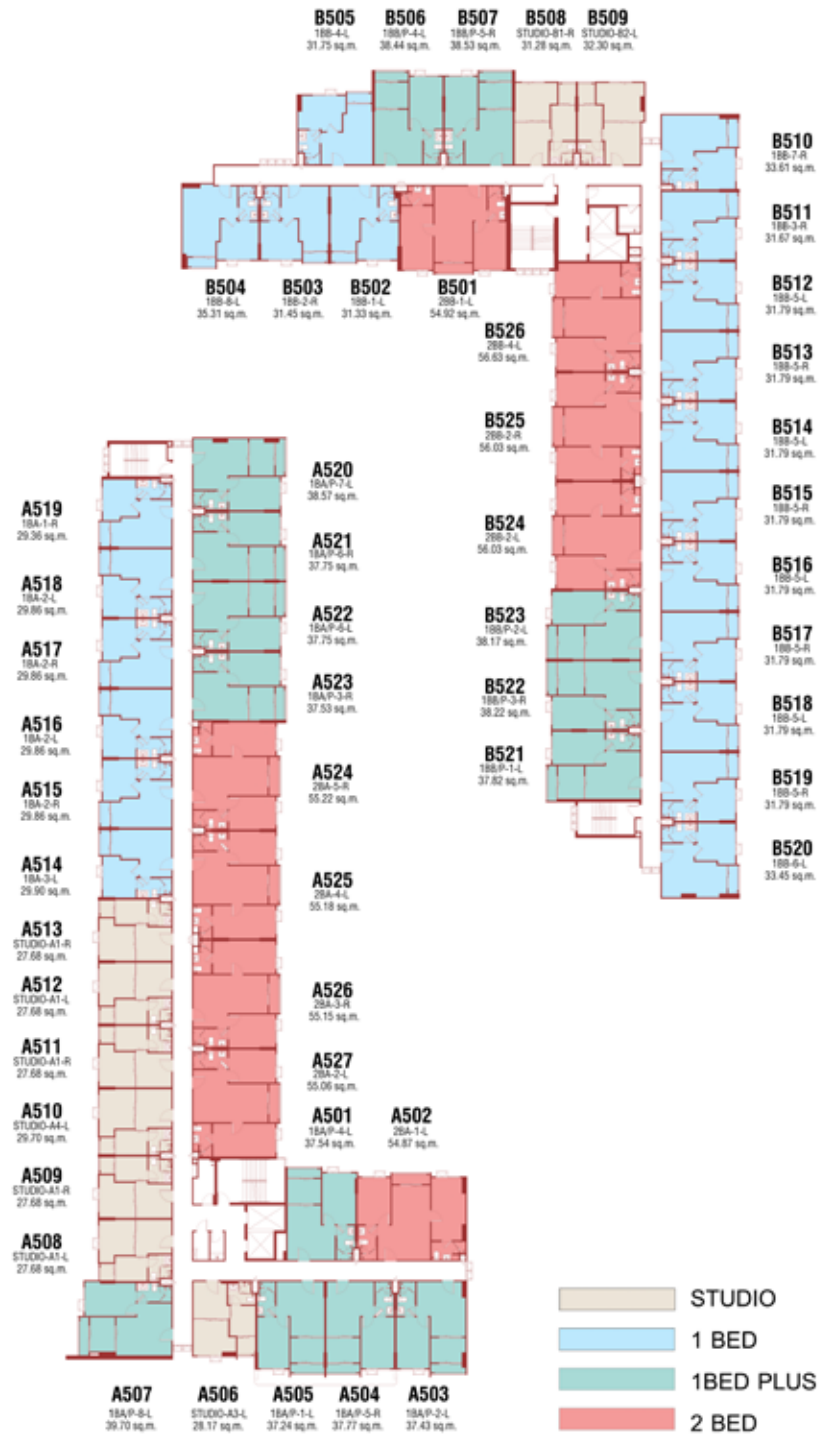 B505
1BB-4-L
31.75 sq.m.
B506
1BB/P-4-L
38.44 sq.m.
B507
1BB/P-5-R
38.53 sq.m.
B508
STUDIO-B1-R
31.28 sq.m.
B509
STUDIO-B2-L
32.30 sq.m.
B510
1BB-7-R
33.61 sq.m.
B511
1BB-3-R
31.67 sq.m.
B512
1BB-5-L
31.79 sq.m.
B513
1BB-5-R
31.79 sq.m.
B514
1BB-5-L
31.79 sq.m.
B515
1BB-5-R
31.79 sq.m.
B516
1BB-5-L
31.79 sq.m.
B517
1BB-5-R
31.79 sq.m.
B518
1BB-5-L
31.79 sq.m.
B519
1BB-5-R
31.79 sq.m.
B520
1BB-6-L
33.45 sq.m.
B504
1BB-8-L
35.31 sq.m.
B503
1BB-2-R
31.45 sq.m.
B502
1BB-1-L
31.33 sq.m.
B501
2BB-1-L
54.92 sq.m.
B526
2BB-4-L
56.63 sq.m.
B525
2BB-2-R
56.03 sq.m.
B524
2BB-2-L
56.03 sq.m.
B523
1BB/P-2-L
38.17 sq.m.
B522
1BB/P-3-R
38.22 sq.m.
B521
1BB/P-1-L
37.82 sq.m.
A519
1BA-1-R
29.36 sq.m.
A518
1BA-2-L
29.86 sq.m.
A517
1BA-2-R
29.86 sq.m.
A516
1BA-2-L
29.86 sq.m.
A515
1BA-2-R
29.86 sq.m.
A514
1BA-3-L
29.90 sq.m.
A513
STUDIO-A1-R
27.68 sq.m.
A512
STUDIO-A1-L
27.68 sq.m.
A511
STUDIO-A1-R
27.68 sq.m.
A510
STUDIO-A4-L
29.70 sq.m.
A509
STUDIO-A1-R
27.68 sq.m.
A508
STUDIO-A1-L
27.68 sq.m.
A520
1BA/P-7-L
38.57 sq.m.
A521
1BA/P-6-R
37.75 sq.m.
A522
1BA/P-6-L
37.75 sq.m.
A523
1BA/P-3-R
37.53 sq.m.
A524
2BA-5-R
55.22 sq.m.
A525
2BA-4-L
55.18 sq.m.
A526
2BA-3-R
55.15 sq.m.
A527
2BA-2-L
55.06 sq.m.
A501
1BA/P-4-L
37.54 sq.m.
A502
2BA-1-L
54.87 sq.m.
A507
1BA/P-8-L
39.70 sq.m.
A506
STUDIO-A3-L
28.17 sq.m.
A505
1BA/P-1-L
37.24 sq.m.
A504
1BA/P-5-R
37.77 sq.m.
A503
1BA/P-2-L
37.43 sq.m.
STUDIO
1 BED
1BED PLUS
2 BED